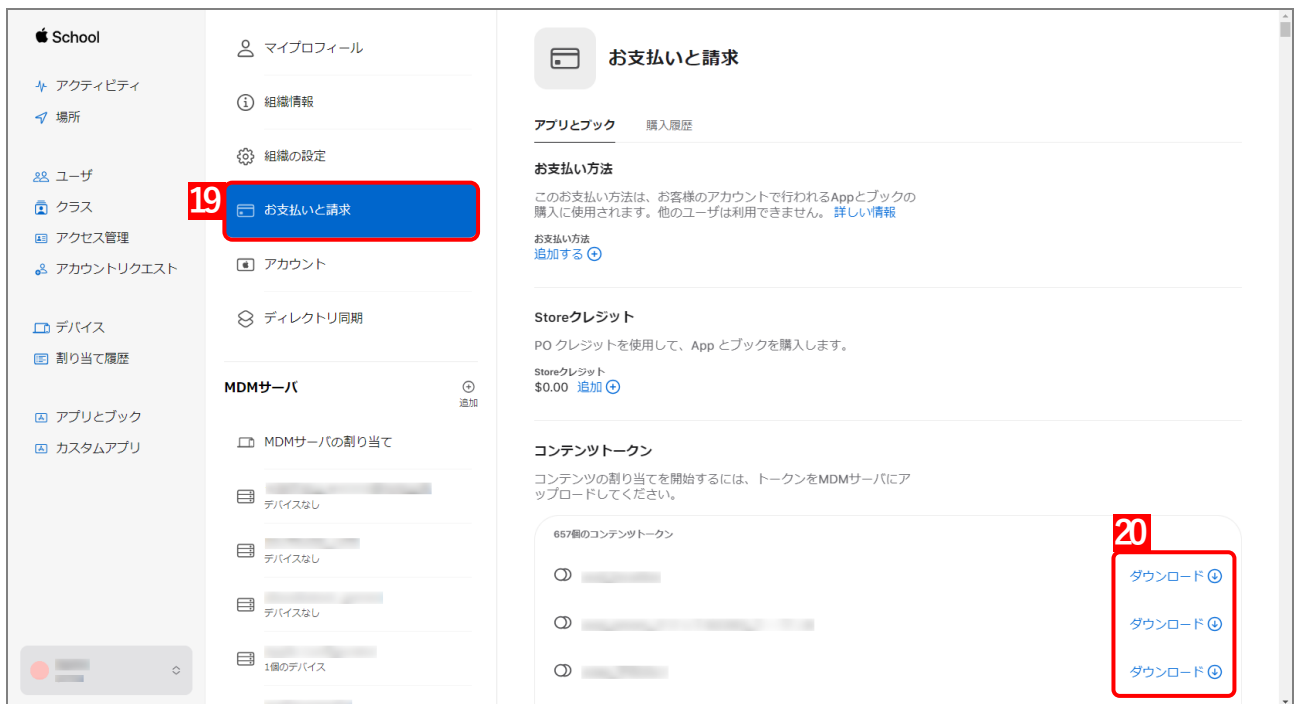 School
アクティビティ
場所
ユーザ
クラス
アクセス管理
アカウントリクエスト
デバイス
割り当て履歴
アプリとブック
カスタムアプリ
マイプロフィール
組織情報
組織の設定
19
お支払いと請求
アカウント
ディレクトリ同期
MDMサーバ
追加
MDMサーバの割り当て
デバイスなし
デバイスなし
デバイスなし
1個のデバイス
お支払いと請求
アプリとブック 購入履歴
お支払い方法
このお支払い方法は、お客様のアカウントで行われるAppとブックの
購入に使用されます。他のユーザは利用できません。 詳しい情報
お支払い方法
追加する
Storeクレジット
PO クレジットを使用して、App とブックを購入します。
Storeクレジット
$0.00 追加
コンテンツトークン
コンテンツの割り当てを開始するには、トークンをMDMサーバにア
ップロードしてください。
657個のコンテンツトークン
20
ダウンロード
ダウンロード
ダウンロード